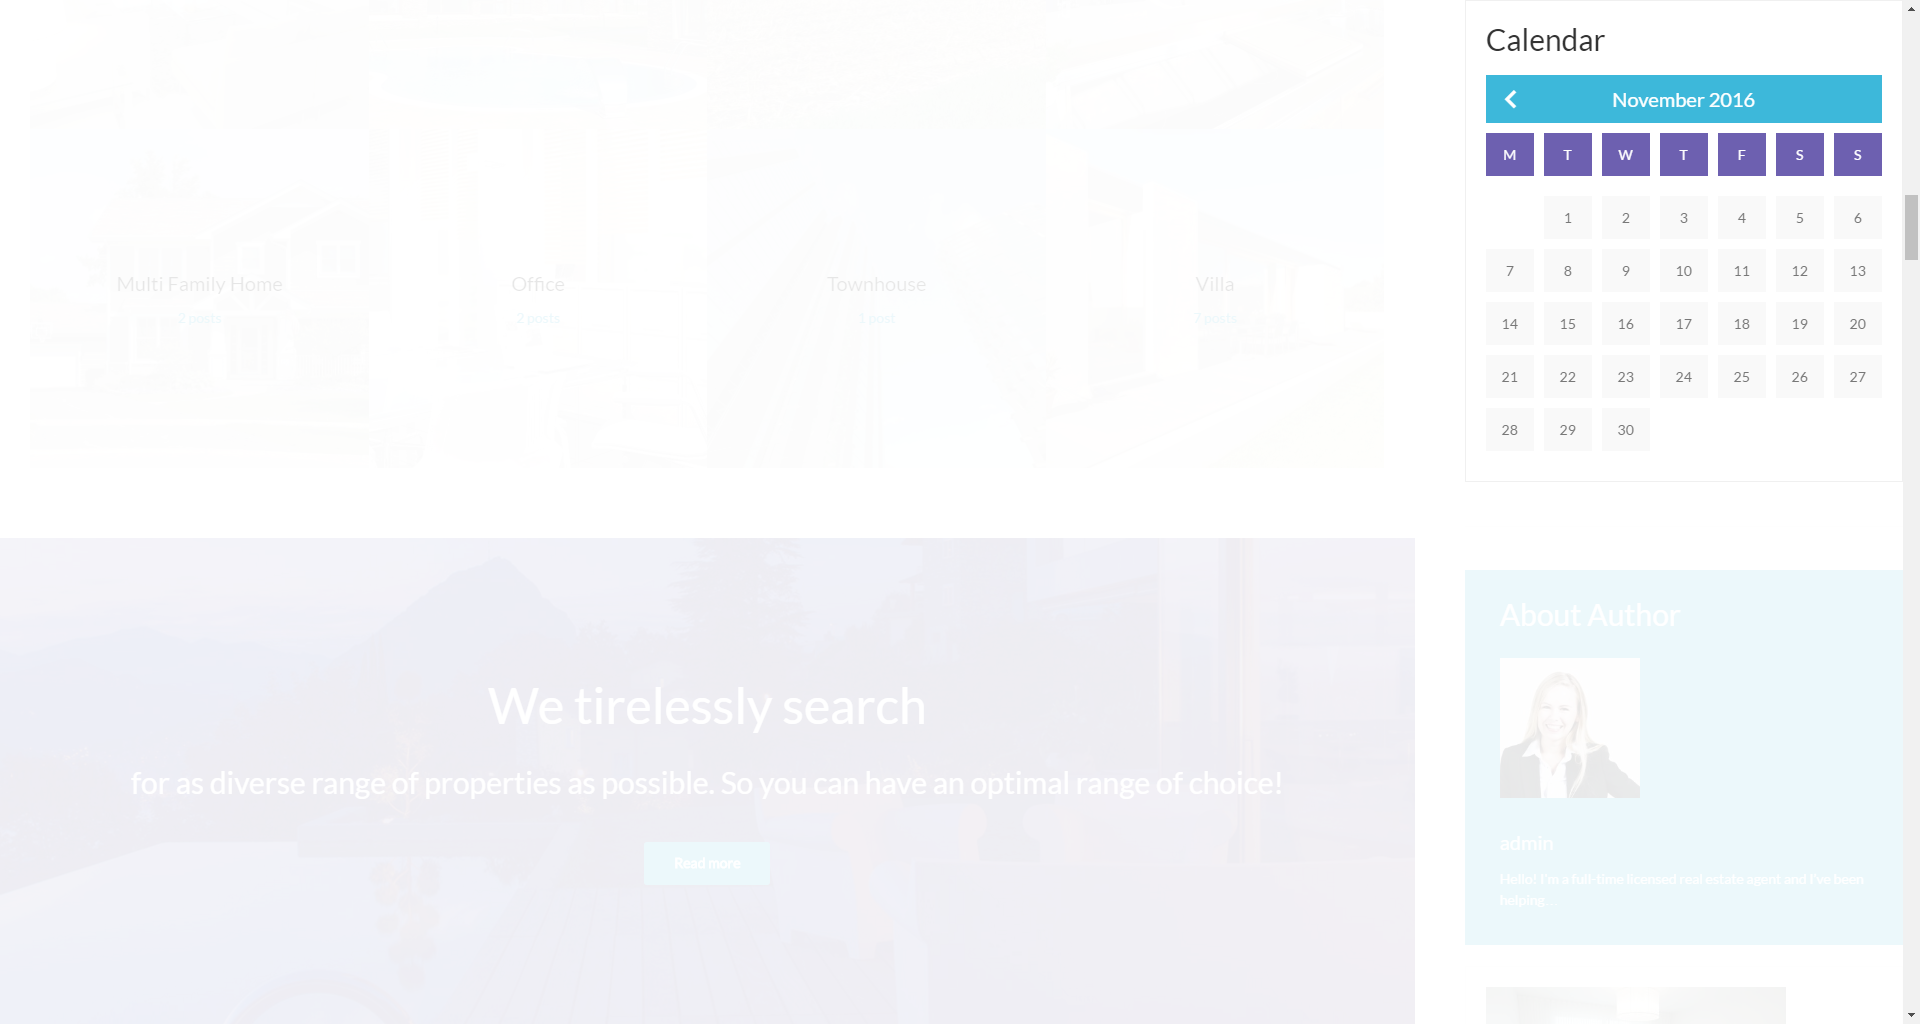 Multi Family Home
2 posts
Office
2 posts
Townhouse
1 post
Villa
7 posts
We tirelessly search
for as diverse range of properties as possible. So you can have an optimal range of choice!
Read more
Calendar
November 2016
M T W T F S S
1 2 3 4 5 6
7 8 9 10 11 12 13
14 15 16 17 18 19 20
21 22 23 24 25 26 27
28 29 30
About Author
admin
Hello! I'm a full-time licensed real estate agent and I've been
helping...